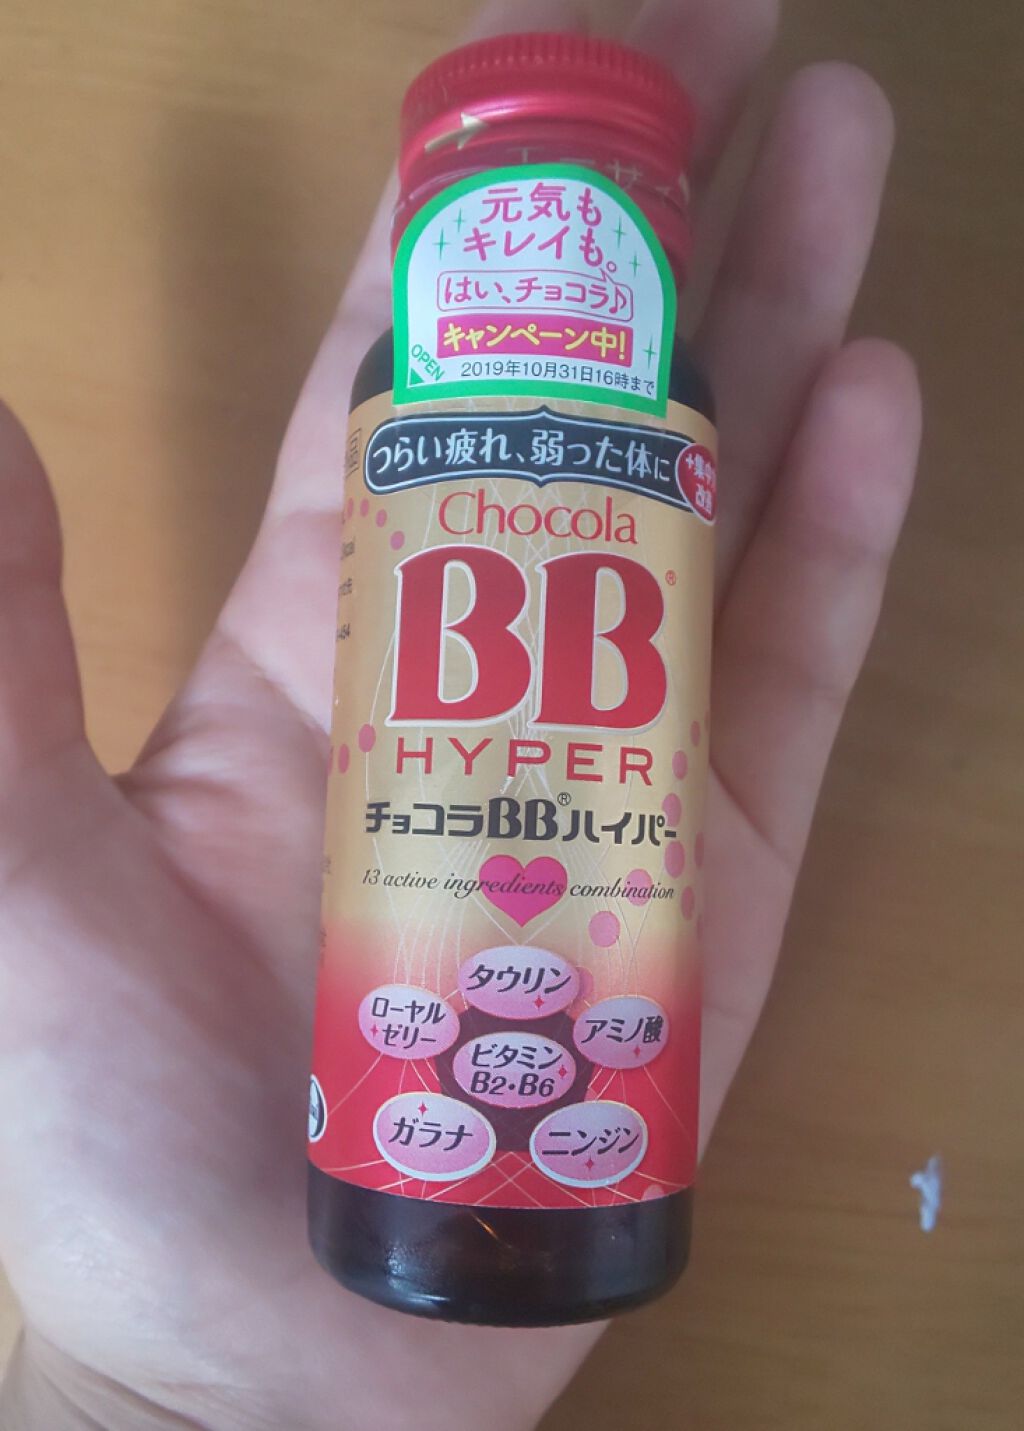 元気も
キレイも。
はい、チョコラ♪
キャンペーン中!
OPEN
2019年10月31日16時まで
つらい疲れ、弱った体に
Chocola
BB®
HYPER
チョコラBB®ハイパー
13 active ingredients combination
タウリン
ローヤル
ゼリー
アミノ酸
ビタミン
B2・B6
ガラナ
ニンジン